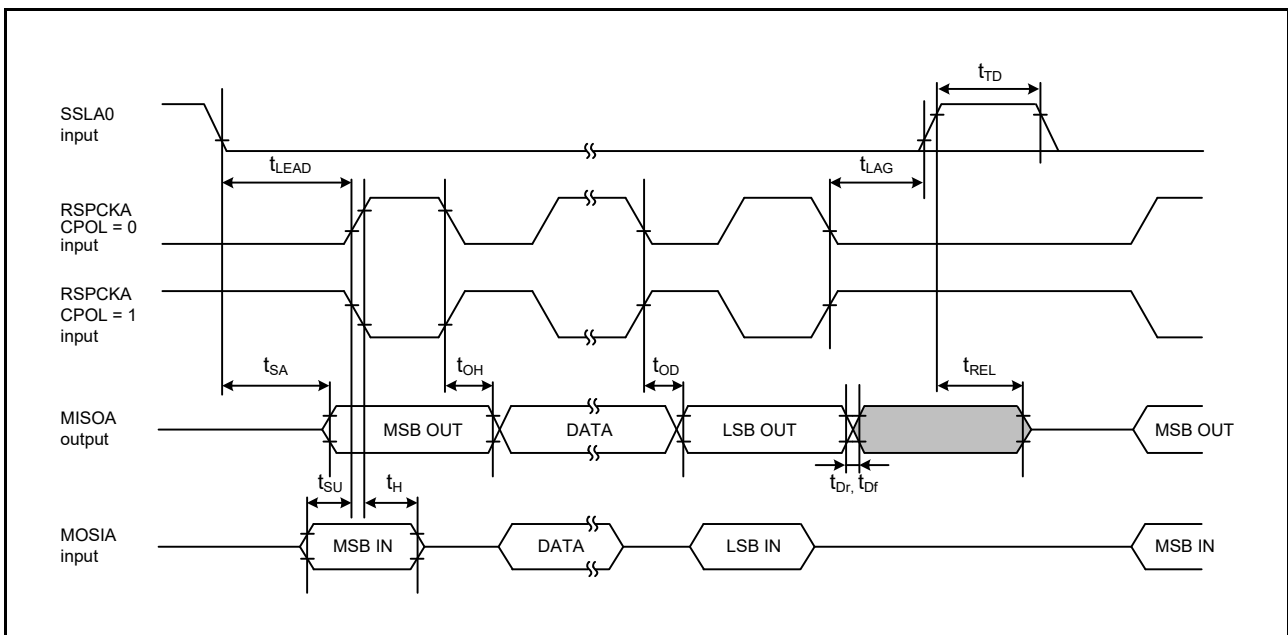 tTD
SSLA0
input
tLEAD
tLAG
RSPCKA
CPOL = 0
input
RSPCKA
CPOL = 1
input
tSA
tOH
tOD
tREL
MISOA
output
MSB OUT
DATA
LSB OUT
MSB OUT
tSU
tH
tDr, tDf
MOSIA
input
MSB IN
DATA
LSB IN
MSB IN